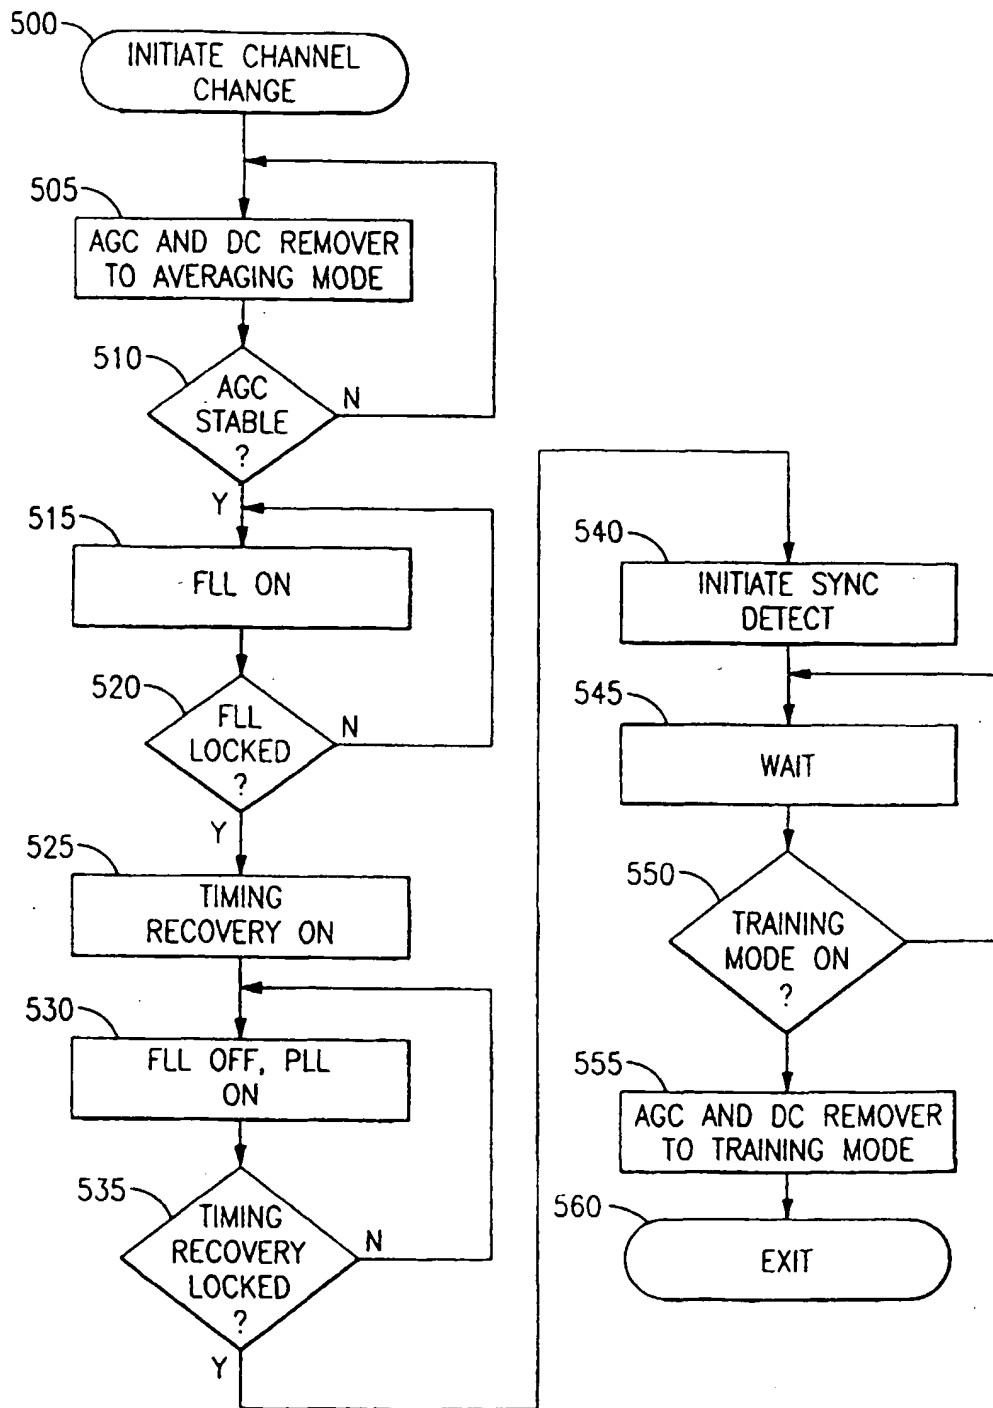 500
INITIATE CHANNEL
CHANGE
505
AGC AND DC REMOVER
TO AVERAGING MODE
510
AGC
STABLE
?
N
Y
515
FLL ON
520
FLL
LOCKED
?
N
Y
525
TIMING
RECOVERY ON
530
FLL OFF, PLL
ON
535
TIMING
RECOVERY
LOCKED
?
N
Y
540
INITIATE SYNC
DETECT
545
WAIT
550
TRAINING
MODE ON
?
555
AGC AND DC REMOVER
TO TRAINING MODE
560
EXIT